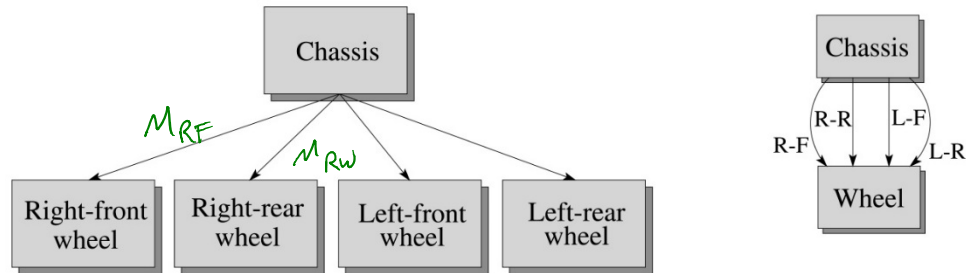 Chassis
M_RF
M_RW
Right-front
wheel
Right-rear
wheel
Left-front
wheel
Left-rear
wheel
Chassis
R-F
R-R
L-F
L-R
Wheel